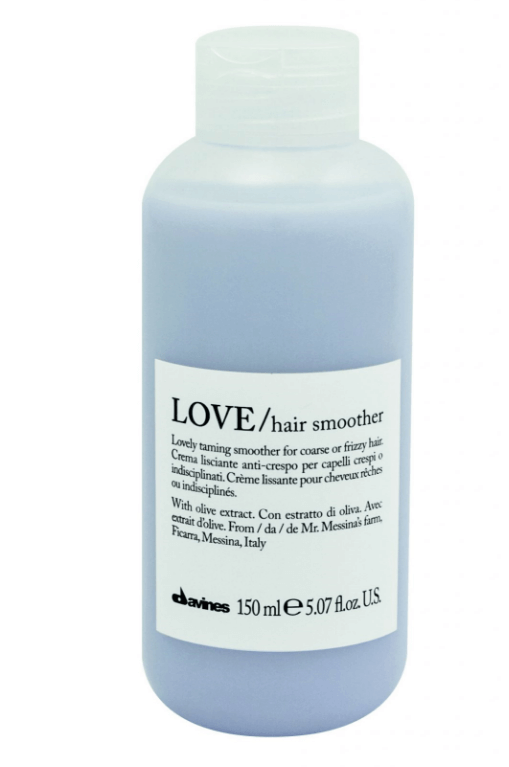 LOVE/hair smoother
Lovely taming smoother for coarse or frizzy hair.
Crema lisciante anti-crespo per capelli crespi o
indisciplinati. Crème lissante pour cheveux rêches
ou indisciplinés.
With olive extract. Con estratto di oliva. Avec
extrait d'olive. From / da / de Mr. Messina's farm,
Ficarra, Messina, Italy
davines 150 ml ℮ 5.07 fl.oz. U.S.